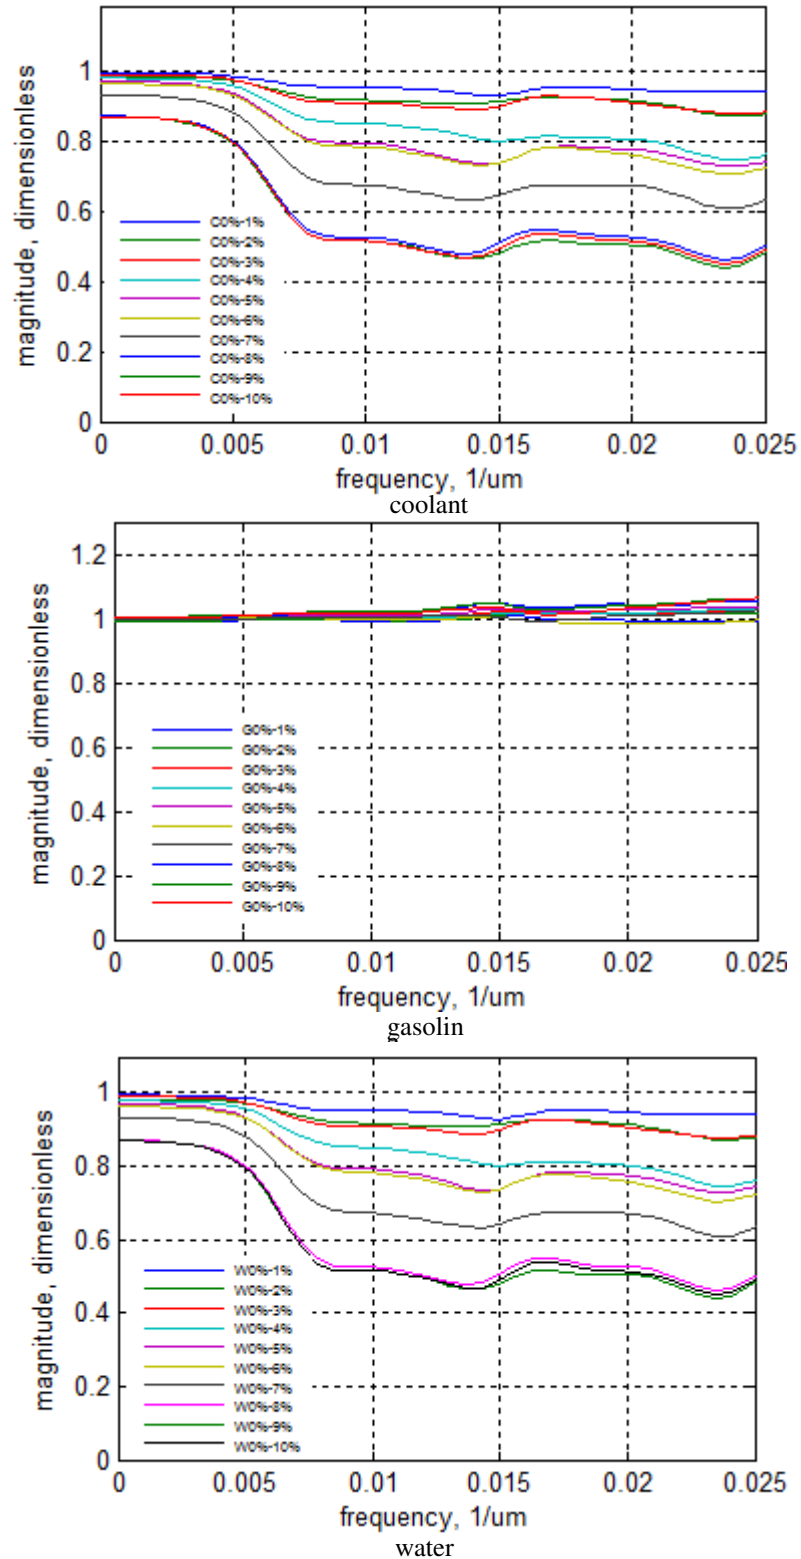 magnitude, dimensionless
1
0.8
0.6
0.4
0.2
0
C0%-1%
C0%-2%
C0%-3%
C0%-4%
C0%-5%
C0%-6%
C0%-7%
C0%-8%
C0%-9%
C0%-10%
0 0.005 0.01 0.015 0.02 0.025
frequency, 1/um
coolant
magnitude, dimensionless
1.2
1
0.8
0.6
0.4
0.2
0
G0%-1%
G0%-2%
G0%-3%
G0%-4%
G0%-5%
G0%-6%
G0%-7%
G0%-8%
G0%-9%
G0%-10%
0 0.005 0.01 0.015 0.02 0.025
frequency, 1/um
gasolin
magnitude, dimensionless
1
0.8
0.6
0.4
0.2
0
W0%-1%
W0%-2%
W0%-3%
W0%-4%
W0%-5%
W0%-6%
W0%-7%
W0%-8%
W0%-9%
W0%-10%
0 0.005 0.01 0.015 0.02 0.025
frequency, 1/um
water